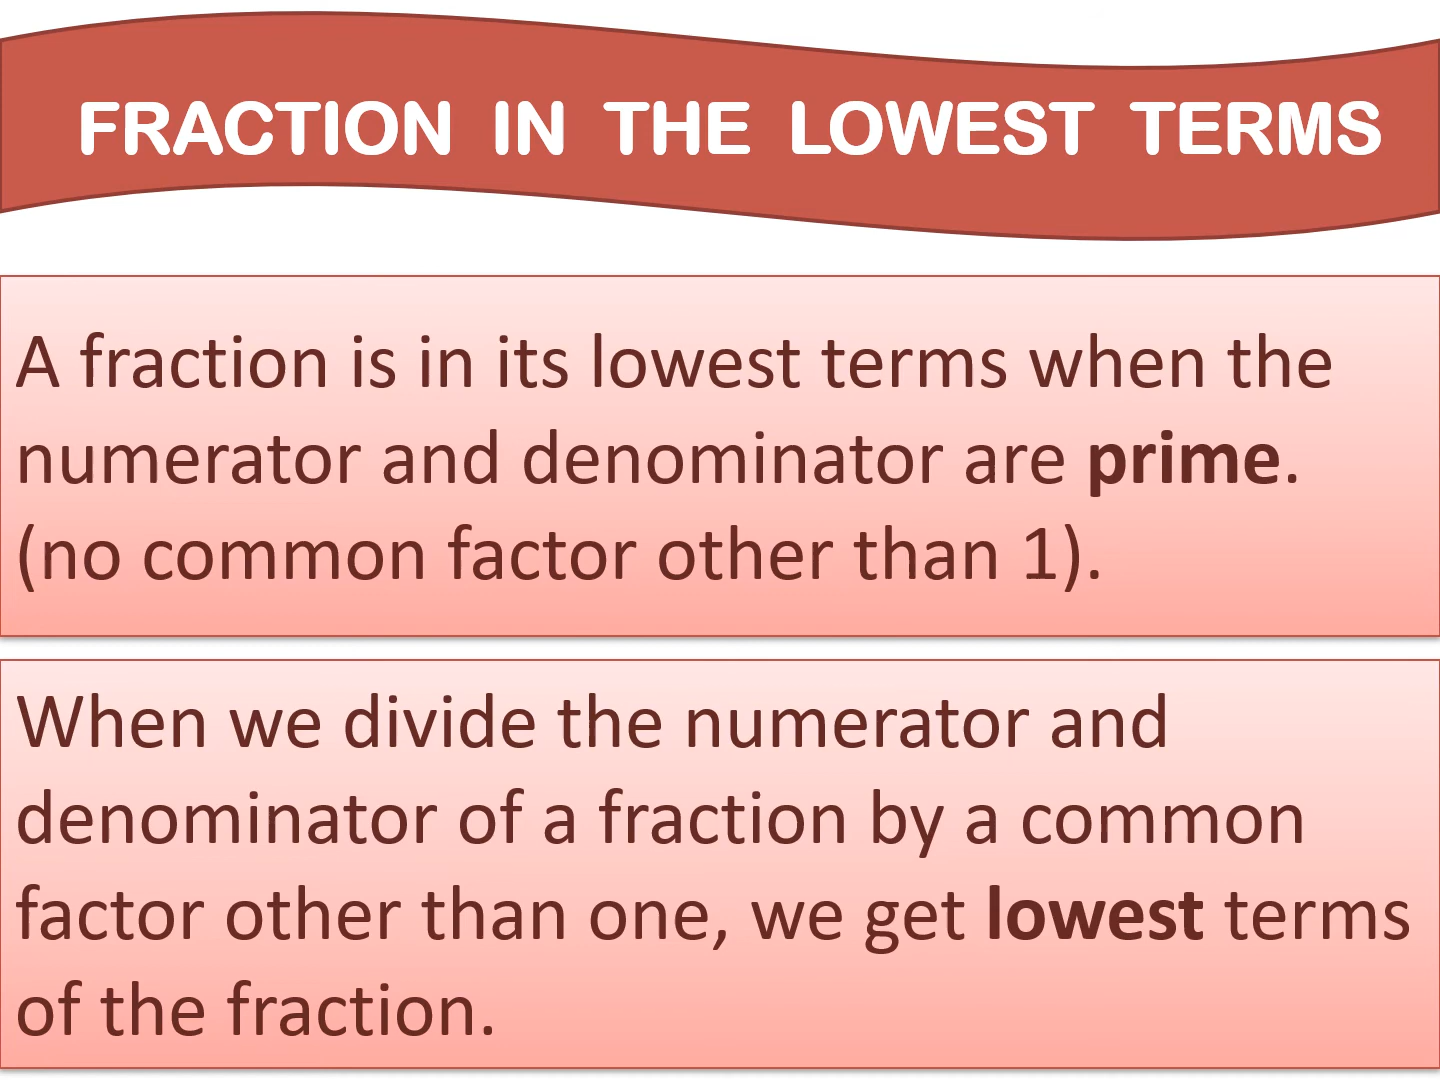 FRACTION IN THE LOWEST TERMS
A fraction is in its lowest terms when the
numerator and denominator are prime.
(no common factor other than 1).
When we divide the numerator and
denominator of a fraction by a common
factor other than one, we get lowest terms
of the fraction.